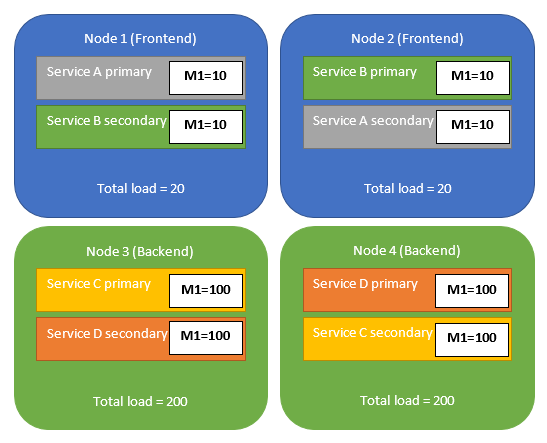 Node 1 (Frontend)
Service A primary M1=10
Service B secondary M1=10
Total load = 20
Node 2 (Frontend)
Service B primary M1=10
Service A secondary M1=10
Total load = 20
Node 3 (Backend)
Service C primary M1=100
Service D secondary M1=100
Total load = 200
Node 4 (Backend)
Service D primary M1=100
Service C secondary M1=100
Total load = 200